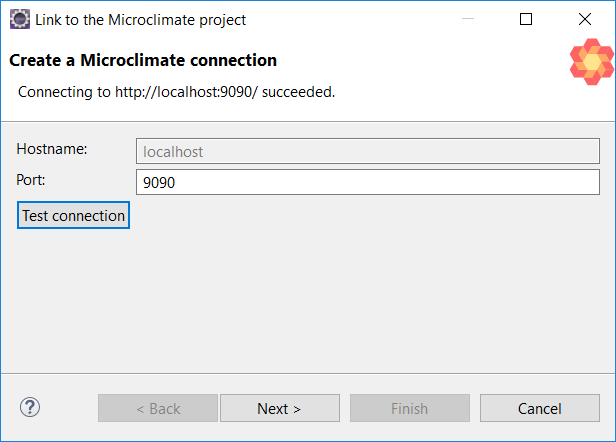 Link to the Microclimate project
Create a Microclimate connection
Connecting to http://localhost:9090/ succeeded.
Hostname:
localhost
Port:
9090
Test connection
?
< Back
Next >
Finish
Cancel